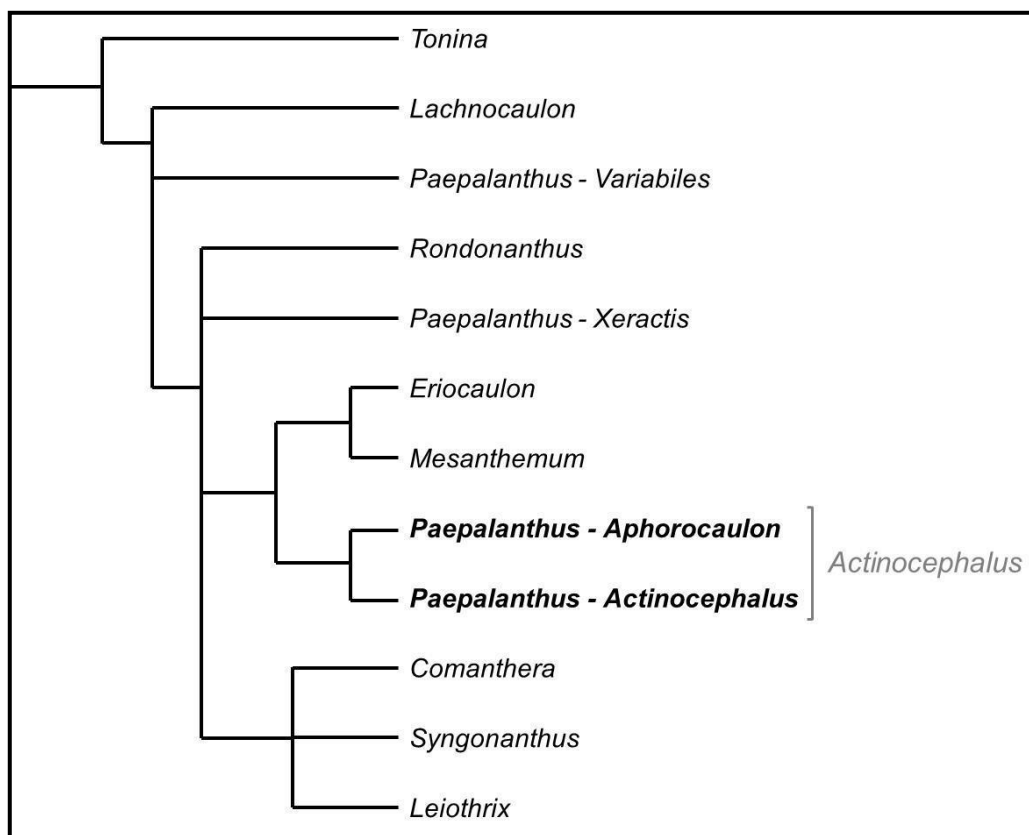 Tonina
Lachnocaulon
Paepalanthus - Variabiles
Rondonanthus
Paepalanthus - Xeractis
Eriocaulon
Mesanthemum
Paepalanthus - Aphorocaulon
Actinocephalus
Paepalanthus - Actinocephalus
Comanthera
Syngonanthus
Leiothrix